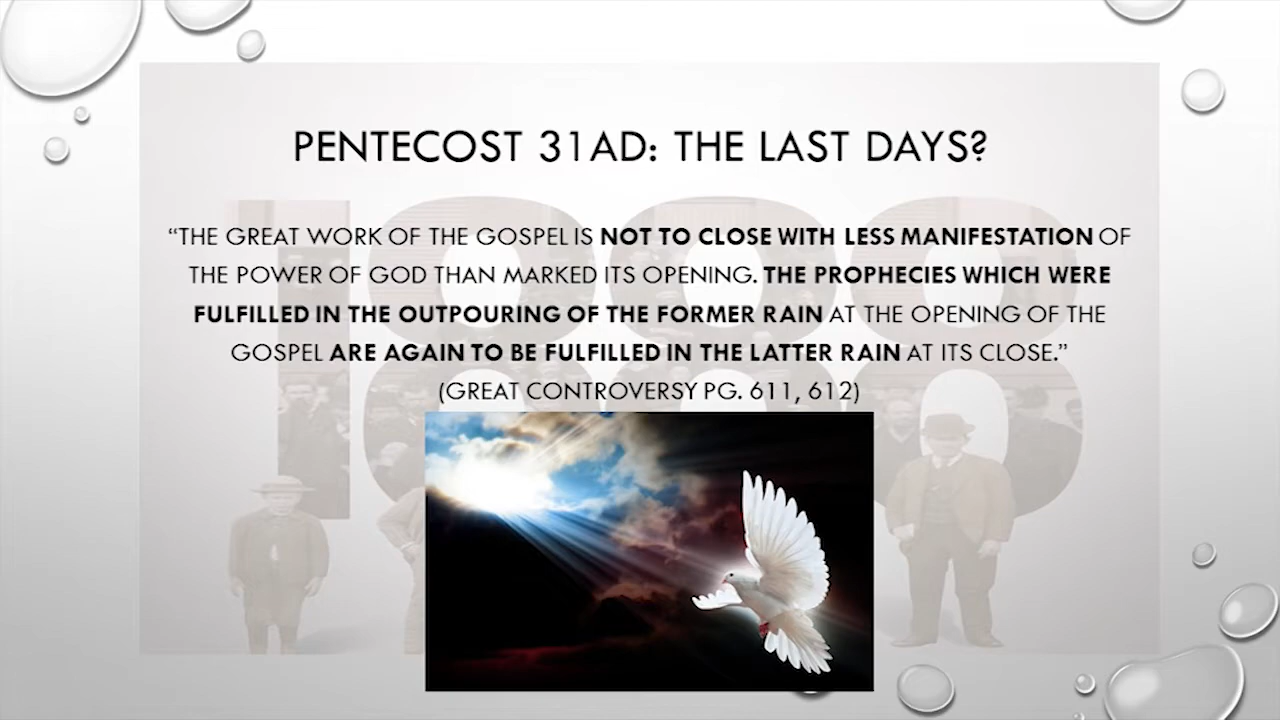 PENTECOST 31AD: THE LAST DAYS?
“THE GREAT WORK OF THE GOSPEL IS NOT TO CLOSE WITH LESS MANIFESTATION OF
THE POWER OF GOD THAN MARKED ITS OPENING. THE PROPHECIES WHICH WERE
FULFILLED IN THE OUTPOURING OF THE FORMER RAIN AT THE OPENING OF THE
GOSPEL ARE AGAIN TO BE FULFILLED IN THE LATTER RAIN AT ITS CLOSE.”
(GREAT CONTROVERSY PG. 611, 612)
1888